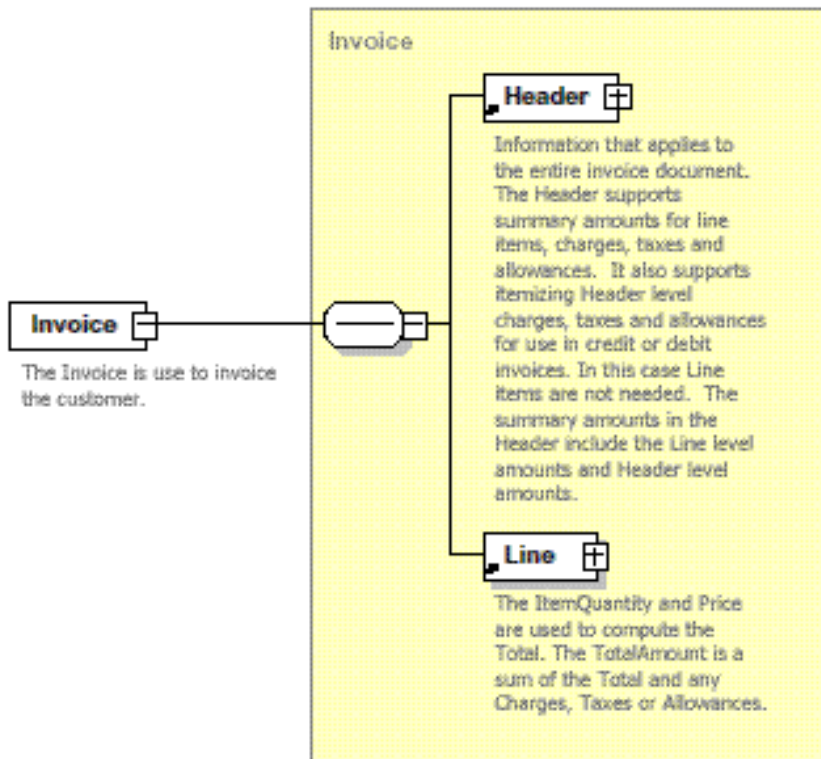 Invoice
Header
Information that applies to
the entire invoice document.
The Header supports
summary amounts for line
items, charges, taxes and
allowances. It also supports
itemizing Header level
charges, taxes and allowances
for use in credit or debit
invoices. In this case Line
items are not needed. The
summary amounts in the
Header include the Line level
amounts and Header level
amounts.
Invoice
The Invoice is use to invoice
the customer.
Line
The ItemQuantity and Price
are used to compute the
Total. The TotalAmount is a
sum of the Total and any
Charges, Taxes or Allowances.